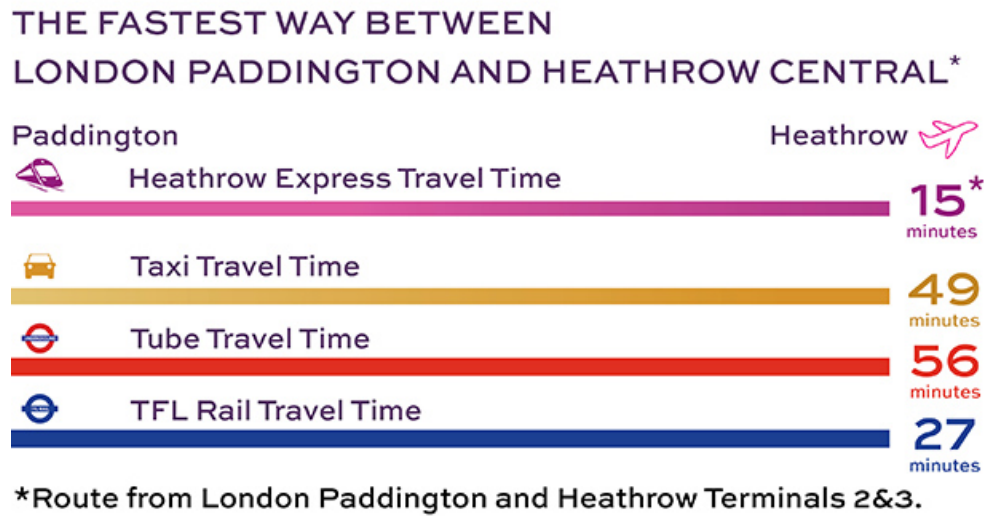 THE FASTEST WAY BETWEEN
LONDON PADDINGTON AND HEATHROW CENTRAL*
Paddington
Heathrow
Heathrow Express Travel Time
15*
minutes
Taxi Travel Time
49
minutes
Tube Travel Time
56
minutes
TFL Rail Travel Time
27
minutes
*Route from London Paddington and Heathrow Terminals 2&3.